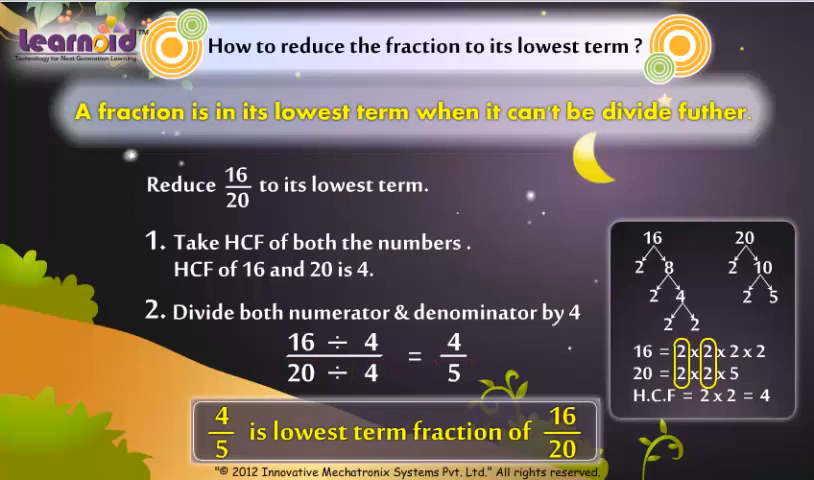 Learnoid™
Technology for Next Generation Learning
How to reduce the fraction to its lowest term ?
A fraction is in its lowest term when it can't be divide futher.
Reduce 16/20 to its lowest term.
1. Take HCF of both the numbers .
HCF of 16 and 20 is 4.
2. Divide both numerator & denominator by 4
16 ÷ 4 / 20 ÷ 4 = 4/5
4/5 is lowest term fraction of 16/20
16 20
2 8 2 10
2 4 2 5
2 2
16 = 2 x 2 x 2 x 2
20 = 2 x 2 x 5
H.C.F = 2 x 2 = 4
"© 2012 Innovative Mechatronix Systems Pvt. Ltd." All rights reserved.